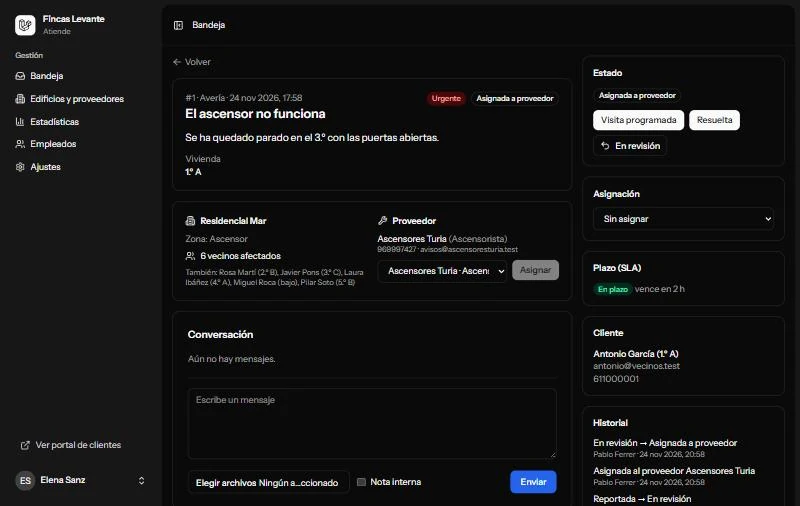 Fincas Levante
Atiende
Gestión
Bandeja
Edificios y proveedores
Estadísticas
Empleados
Ajustes
Ver portal de clientes
ES
Elena Sanz
Bandeja
Volver
#1 · Avería · 24 nov 2026, 17:58
Urgente
Asignada a proveedor
El ascensor no funciona
Se ha quedado parado en el 3.º con las puertas abiertas.
Vivienda
1.º A
Residencial Mar
Zona: Ascensor
6 vecinos afectados
También: Rosa Martí (2.º B), Javier Pons (3.º C), Laura
Ibáñez (4.º A), Miguel Roca (bajo), Pilar Soto (5.º B)
Proveedor
Ascensores Turia (Ascensorista)
969997427 · avisos@ascensoresturia.test
Ascensores Turia · Ascen
Asignar
Conversación
Aún no hay mensajes.
Escribe un mensaje
Elegir archivos Ningún a...ccionado
Nota interna
Enviar
Estado
Asignada a proveedor
Visita programada
Resuelta
En revisión
Asignación
Sin asignar
Plazo (SLA)
En plazo vence en 2 h
Cliente
Antonio García (1.º A)
antonio@vecinos.test
611000001
Historial
En revisión → Asignada a proveedor
Pablo Ferrer · 24 nov 2026, 20:58
Asignada al proveedor Ascensores Turia
Pablo Ferrer · 24 nov 2026, 20:58
Reportada → En revisión